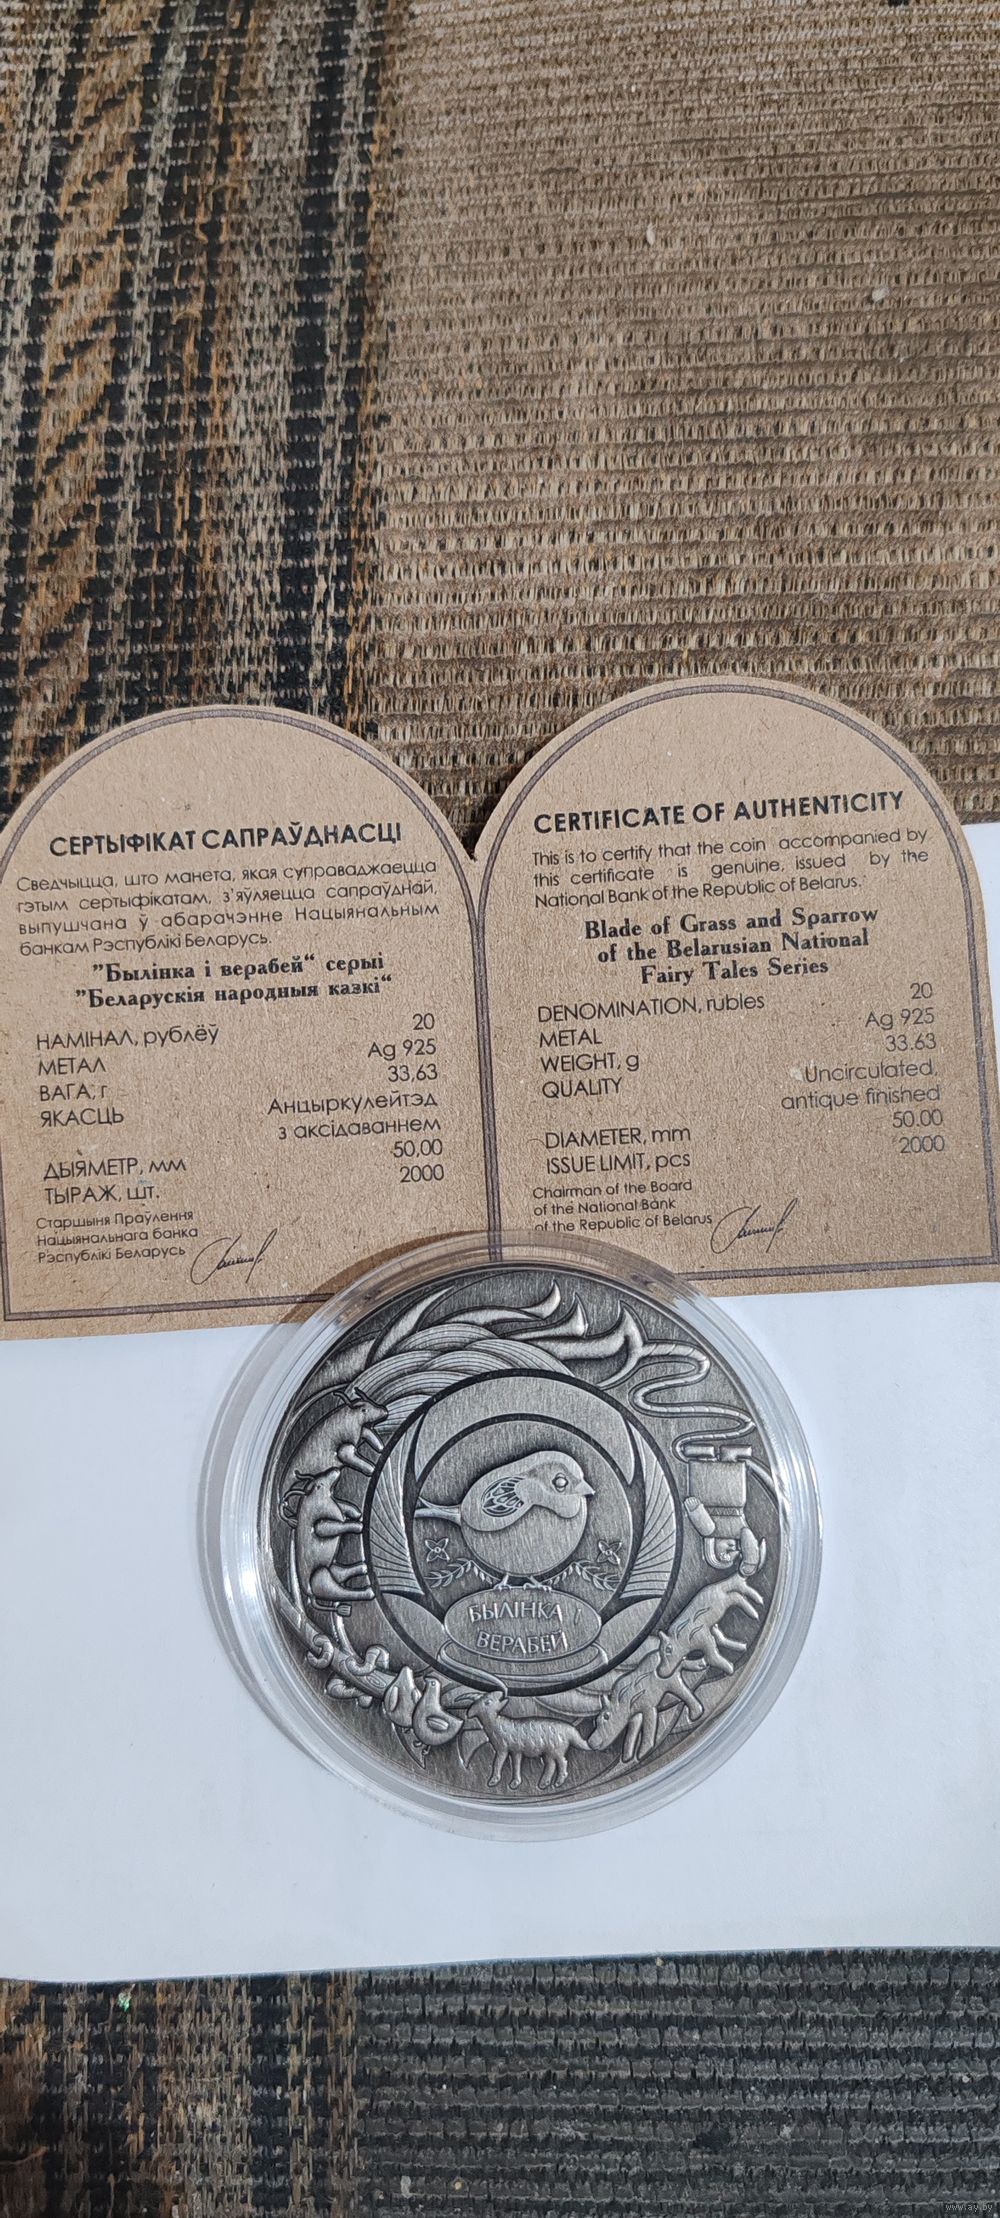 СЕРТЫФІКАТ САПРАЎДНАСЦІ
Сведчыцца, што манета, якая суправаджаецца
гэтым сертыфікатам, з'яўляецца сапраўднай,
выпушчана ў абарачэнне Нацыянальным
банкам Рэспублікі Беларусь.
"Былінка і верабей“ серыі
"Беларускія народныя казкі“
НАМІНАЛ, рублёў 20
МЕТАЛ Ag 925
ВАГА, г 33,63
ЯКАСЦЬ Анцыркулейтэд
з аксідаваннем
ДЫЯМЕТР, мм 50,00
ТЫРАЖ, шт. 2000
Старшыня Праўлення
Нацыянальнага банка
Рэспублікі Беларусь
CERTIFICATE OF AUTHENTICITY
This is to certify that the coin accompanied by
this certificate is genuine, issued by the
National Bank of the Republic of Belarus.
Blade of Grass and Sparrow
of the Belarusian National
Fairy Tales Series
DENOMINATION, rubles 20
METAL Ag 925
WEIGHT, g 33.63
QUALITY Uncirculated,
antique finished
DIAMETER, mm 50.00
ISSUE LIMIT, pcs 2000
Chairman of the Board
of the National Bank
of the Republic of Belarus
БЫЛІНКА І
ВЕРАБЕЙ
www.ay.by